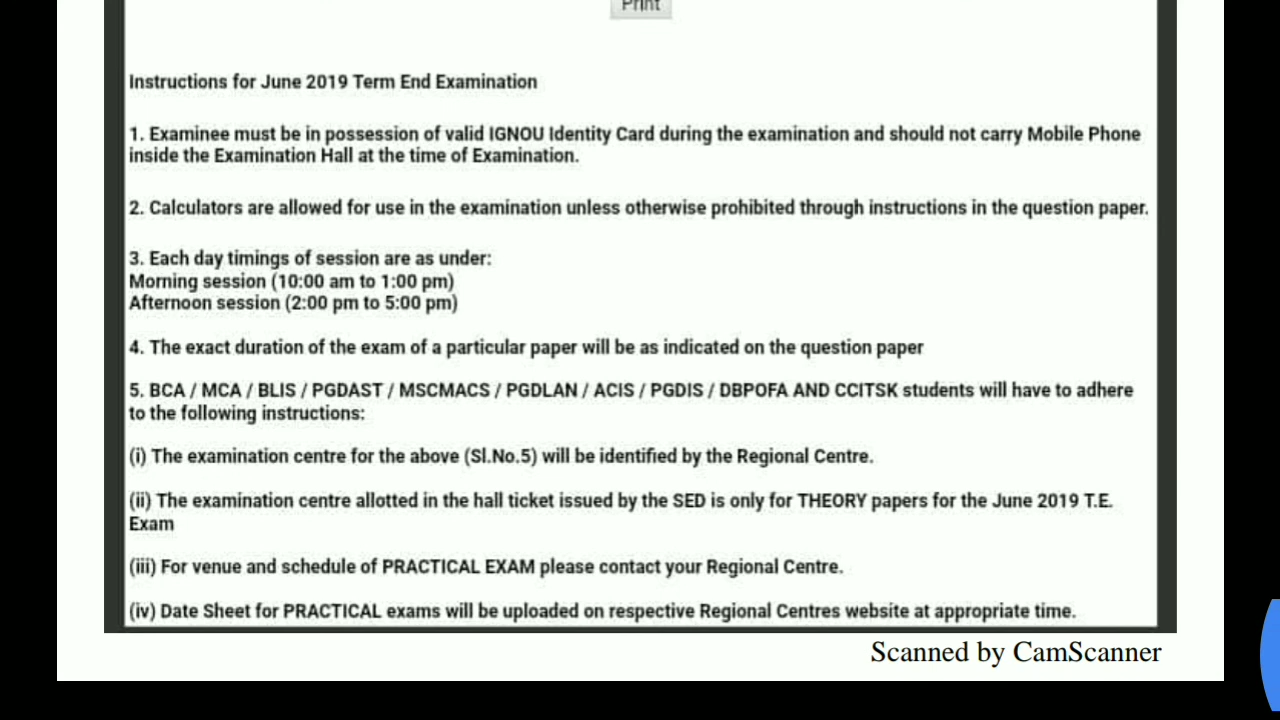 Print
Instructions for June 2019 Term End Examination
1. Examinee must be in possession of valid IGNOU Identity Card during the examination and should not carry Mobile Phone
inside the Examination Hall at the time of Examination.
2. Calculators are allowed for use in the examination unless otherwise prohibited through instructions in the question paper.
3. Each day timings of session are as under:
Morning session (10:00 am to 1:00 pm)
Afternoon session (2:00 pm to 5:00 pm)
4. The exact duration of the exam of a particular paper will be as indicated on the question paper
5. BCA / MCA / BLIS / PGDAST / MSCMACS / PGDLAN / ACIS / PGDIS / DBPOFA AND CCITSK students will have to adhere
to the following instructions:
(i) The examination centre for the above (Sl.No.5) will be identified by the Regional Centre.
(ii) The examination centre allotted in the hall ticket issued by the SED is only for THEORY papers for the June 2019 T.E.
Exam
(iii) For venue and schedule of PRACTICAL EXAM please contact your Regional Centre.
(iv) Date Sheet for PRACTICAL exams will be uploaded on respective Regional Centres website at appropriate time.
Scanned by CamScanner